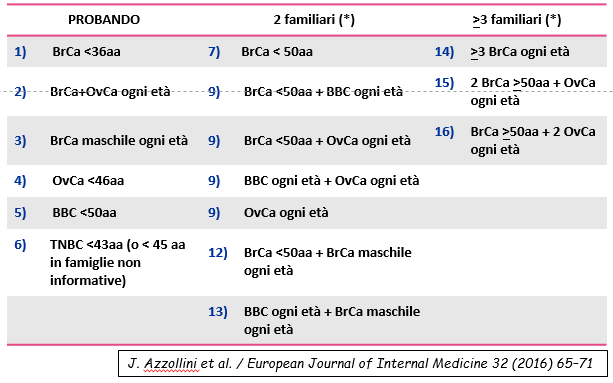 PROBANDO 2 familiari (*) ≥3 familiari (*)
1) BrCa <36aa 7) BrCa < 50aa 14) ≥3 BrCa ogni età
2) BrCa+OvCa ogni età 9) BrCa <50aa + BBC ogni età 15) 2 BrCa ≥50aa + OvCa
ogni età
3) BrCa maschile ogni età 9) BrCa <50aa + OvCa ogni età 16) BrCa ≥50aa + 2 OvCa
ogni età
4) OvCa <46aa 9) BBC ogni età + OvCa ogni età
5) BBC <50aa 9) OvCa ogni età
6) TNBC <43aa (o < 45 aa
in famiglie non
informative)
12) BrCa <50aa + BrCa maschile
ogni età
13) BBC ogni età + BrCa maschile
ogni età
J. Azzollini et al. / European Journal of Internal Medicine 32 (2016) 65–71